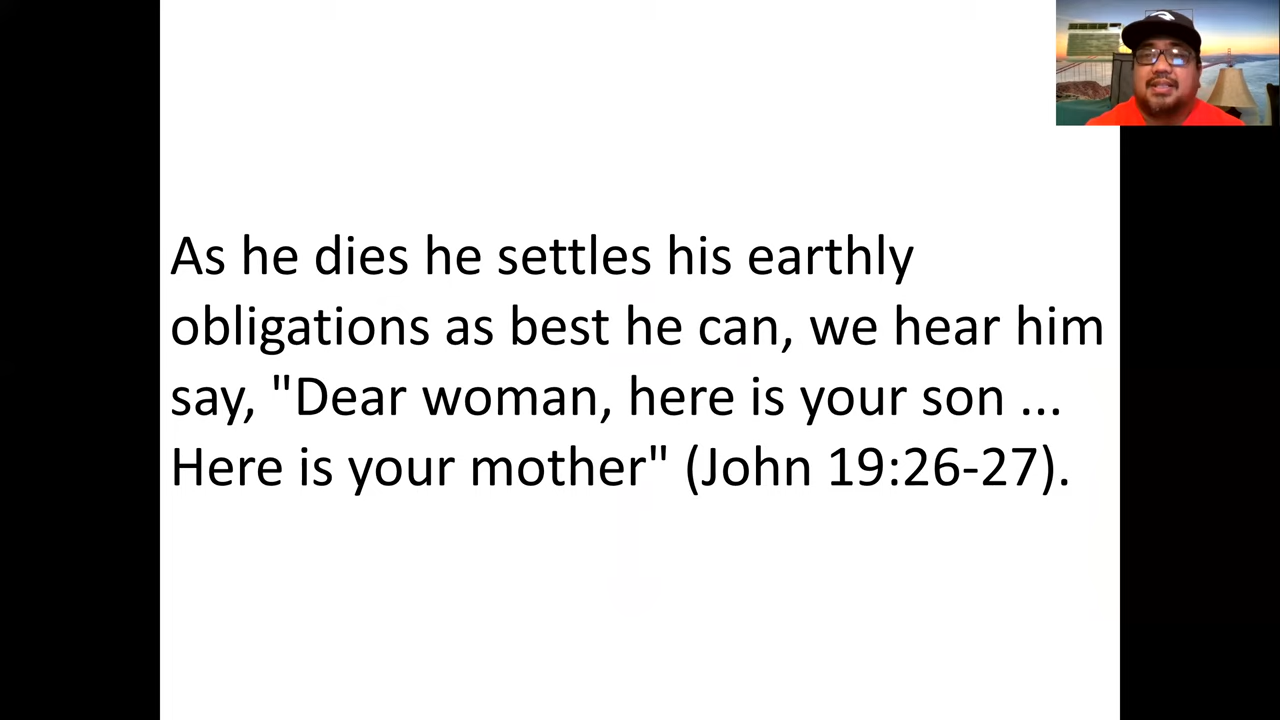 As he dies he settles his earthly
obligations as best he can, we hear him
say, "Dear woman, here is your son ...
Here is your mother" (John 19:26-27).